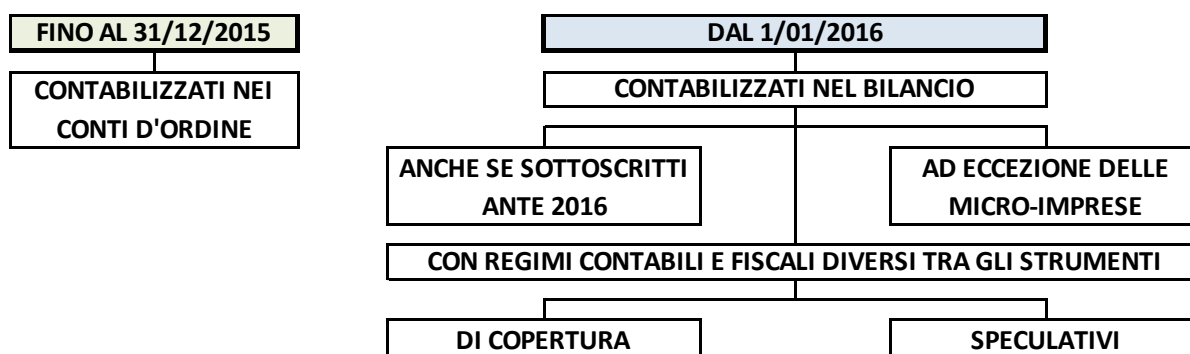 FINO AL 31/12/2015
CONTABILIZZATI NEI
CONTI D'ORDINE
DAL 1/01/2016
CONTABILIZZATI NEL BILANCIO
ANCHE SE SOTTOSCRITTI
ANTE 2016
AD ECCEZIONE DELLE
MICRO-IMPRESE
CON REGIMI CONTABILI E FISCALI DIVERSI TRA GLI STRUMENTI
DI COPERTURA
SPECULATIVI